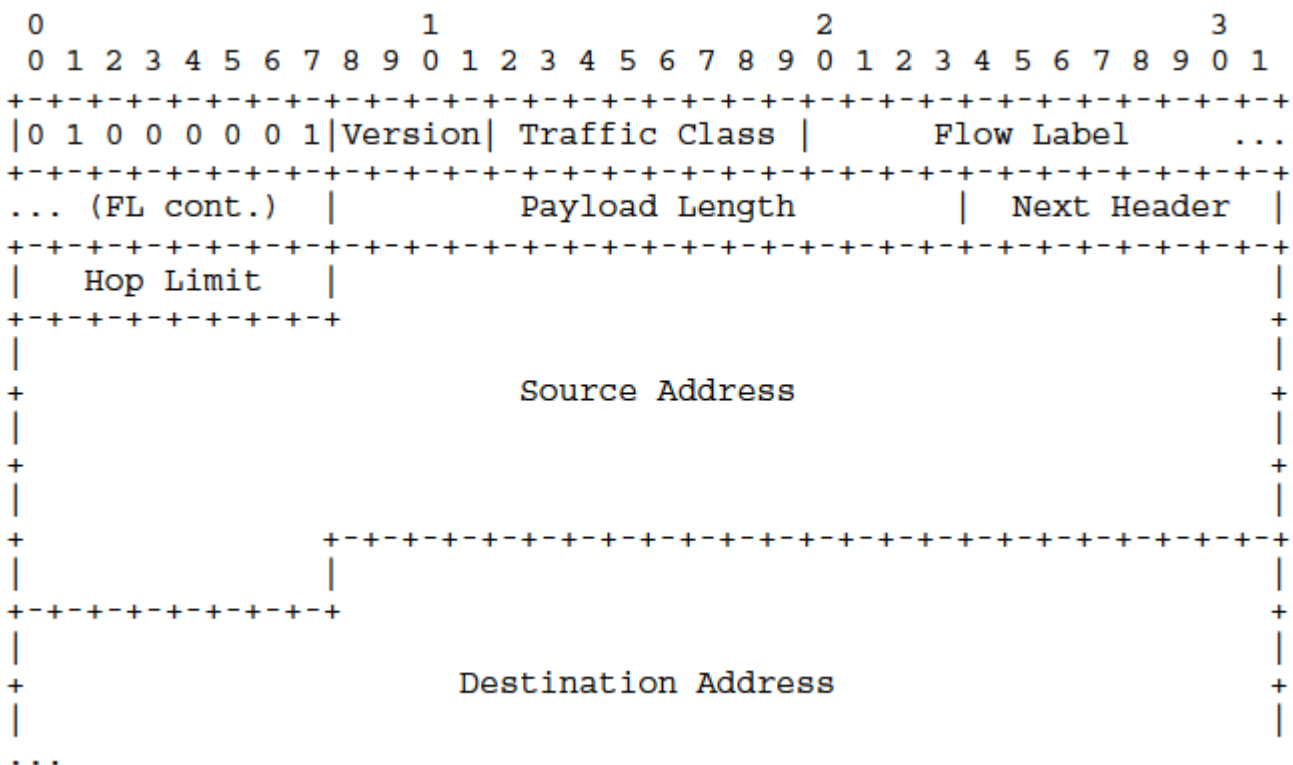 0                   1                   2                   3
 0 1 2 3 4 5 6 7 8 9 0 1 2 3 4 5 6 7 8 9 0 1 2 3 4 5 6 7 8 9 0 1
+-+-+-+-+-+-+-+-+-+-+-+-+-+-+-+-+-+-+-+-+-+-+-+-+-+-+-+-+-+-+-+-+
|0 1 0 0 0 0 0 1|Version| Traffic Class |      Flow Label     ...
+-+-+-+-+-+-+-+-+-+-+-+-+-+-+-+-+-+-+-+-+-+-+-+-+-+-+-+-+-+-+-+-+
... (FL cont.)  |         Payload Length        |  Next Header  |
+-+-+-+-+-+-+-+-+-+-+-+-+-+-+-+-+-+-+-+-+-+-+-+-+-+-+-+-+-+-+-+-+
|   Hop Limit   |                                               |
+-+-+-+-+-+-+-+-+                                               +
|                                                               |
+                         Source Address                        +
|                                                               |
+                                                               +
|                                                               |
+               +-+-+-+-+-+-+-+-+-+-+-+-+-+-+-+-+-+-+-+-+-+-+-+-+
|               |                                               |
+-+-+-+-+-+-+-+-+                                               +
|                                                               |
+                      Destination Address                      +
|                                                               |
...